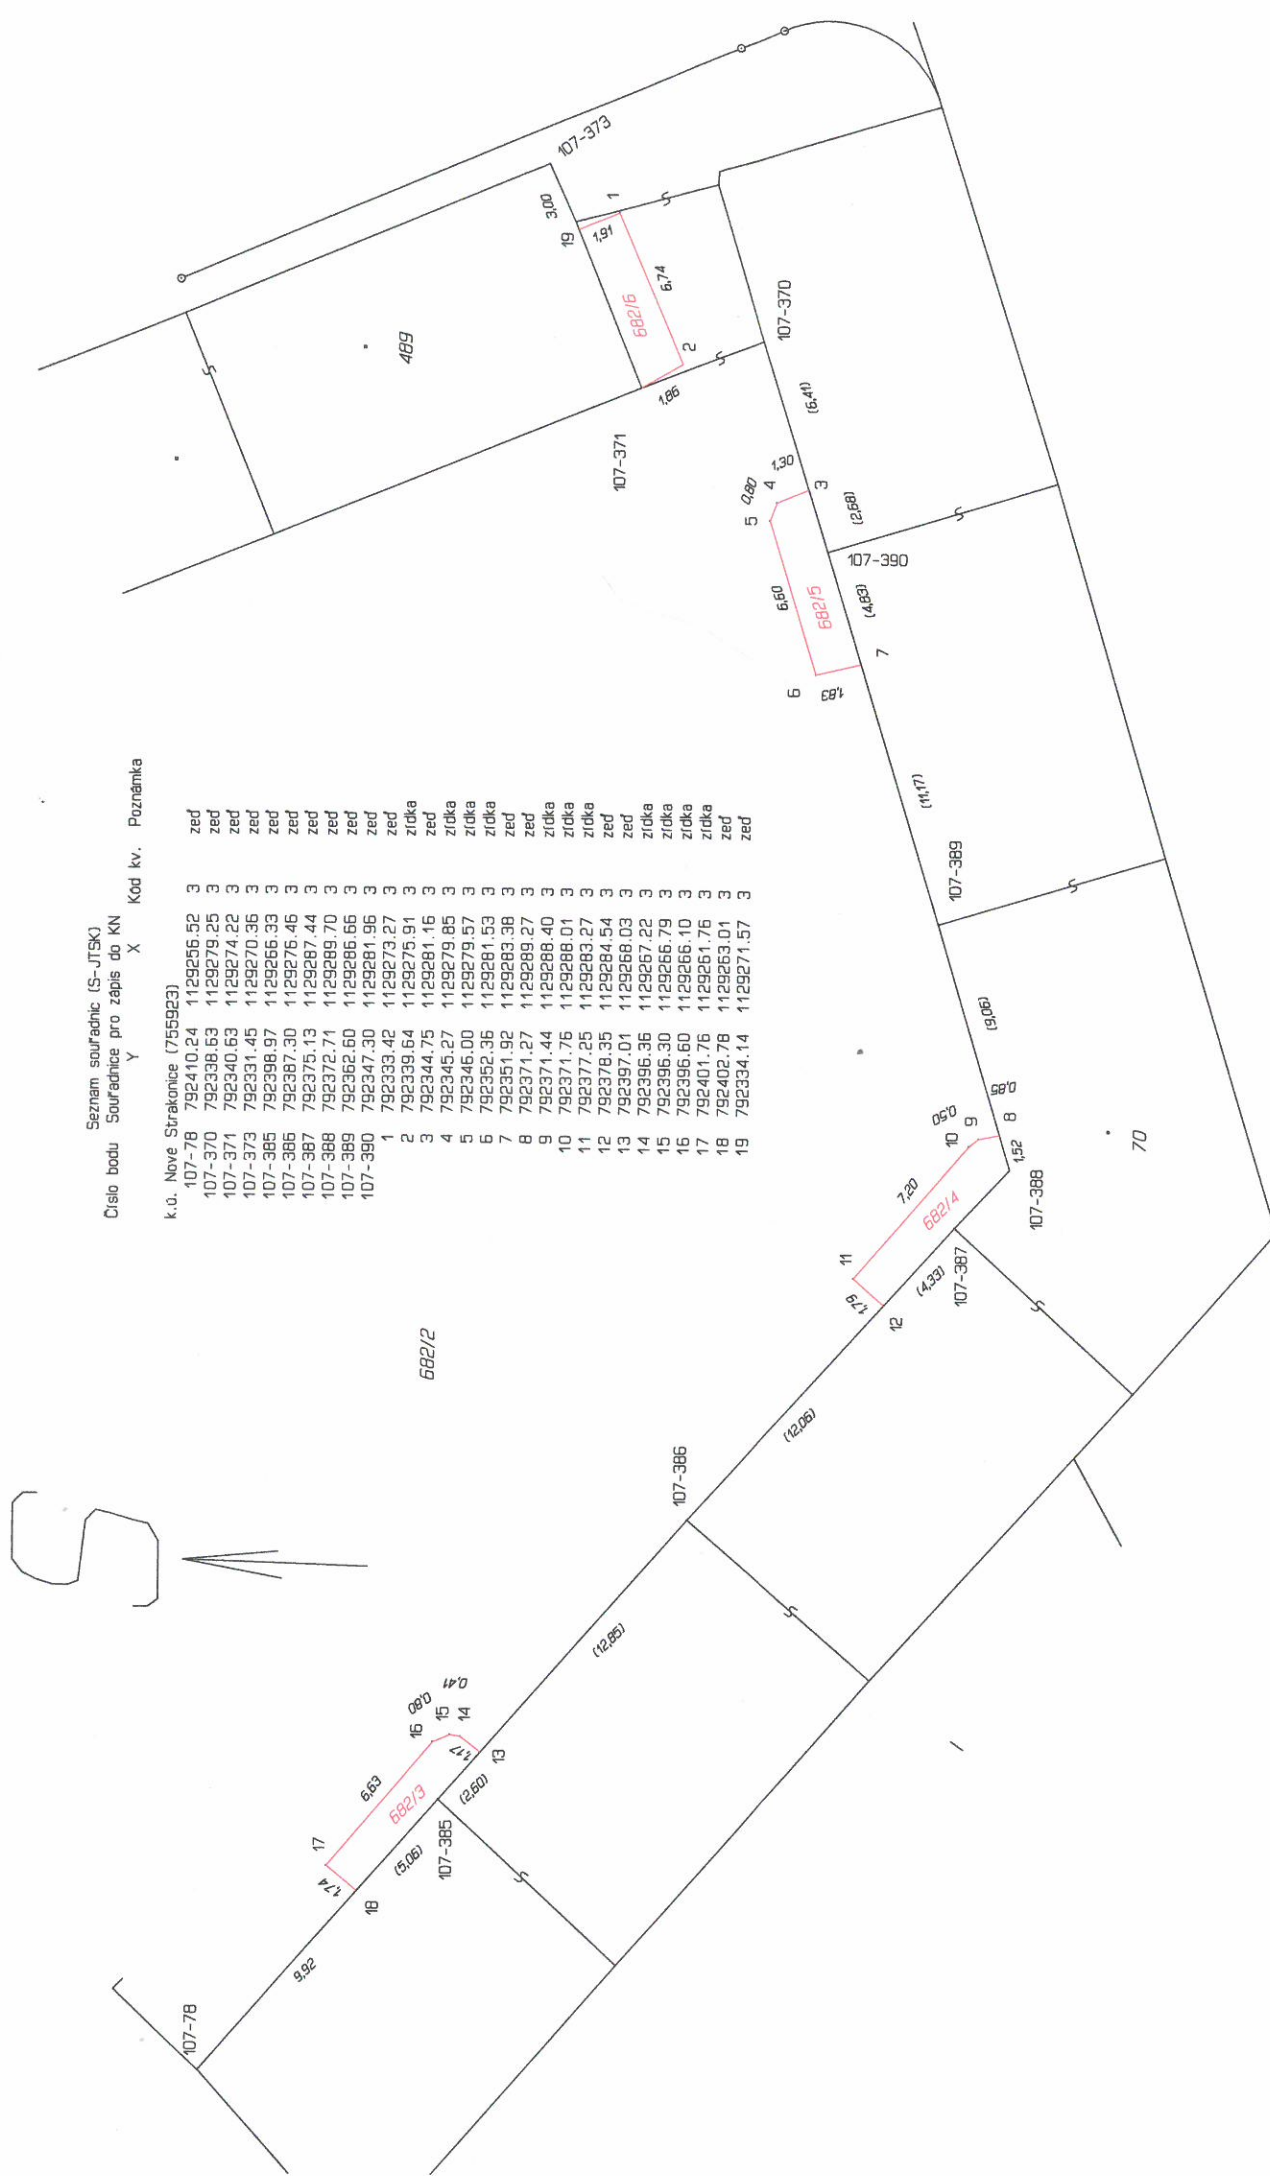 S
Seznam souřadnic (S-JTSK)
Číslo bodu Souřadnice pro zápis do KN
Y X Kód kv. Poznámka
k.ú. Nové Strakonice (755923)
107-78 792410.24 1129256.52 3 zeď
107-370 792338.63 1129279.25 3 zeď
107-371 792340.63 1129274.22 3 zeď
107-373 792331.45 1129270.36 3 zeď
107-385 792398.97 1129266.33 3 zeď
107-386 792387.30 1129276.46 3 zeď
107-387 792375.13 1129287.44 3 zeď
107-388 792372.71 1129289.70 3 zeď
107-389 792362.60 1129286.66 3 zeď
107-390 792347.30 1129281.96 3 zeď
1 792333.42 1129273.27 3 zeď
2 792339.64 1129275.91 3 zídka
3 792344.75 1129281.16 3 zeď
4 792345.27 1129279.85 3 zídka
5 792346.00 1129279.57 3 zídka
6 792352.36 1129281.53 3 zídka
7 792351.92 1129283.38 3 zeď
8 792371.27 1129289.27 3 zeď
9 792371.44 1129288.40 3 zídka
10 792371.76 1129288.01 3 zídka
11 792377.25 1129283.27 3 zídka
12 792378.35 1129284.54 3 zeď
13 792397.01 1129268.03 3 zeď
14 792396.36 1129267.22 3 zídka
15 792396.30 1129266.79 3 zídka
16 792396.60 1129266.10 3 zídka
17 792401.76 1129261.76 3 zídka
18 792402.78 1129263.01 3 zeď
19 792334.14 1129271.57 3 zeď
107-78
9,92
18
1,74
17
6,63
682/3
(5,06)
107-385
(2,60)
16
0,80
15
0,41
14
1,17
13
(12,85)
107-386
(12,06)
682/2
12
1,79
11
7,20
682/4
(4,33)
107-387
10
0,50
9
0,85
8
1,52
107-388
70
(9,06)
107-389
(11,17)
6
1,83
7
6,60
682/5
(4,83)
107-390
5
0,80
4
1,30
3
(2,68)
(6,41)
107-370
107-371
1,86
2
682/6
6,74
19
1,91
1
3,00
107-373
489